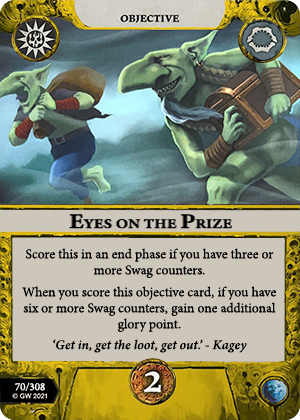 OBJECTIVE
EYES ON THE PRIZE
Score this in an end phase if you have three or
more Swag counters.
When you score this objective card, if you have
six or more Swag counters, gain one additional
glory point.
‘Get in, get the loot, get out.’ - Kagey
70/308
© GW 2021
2